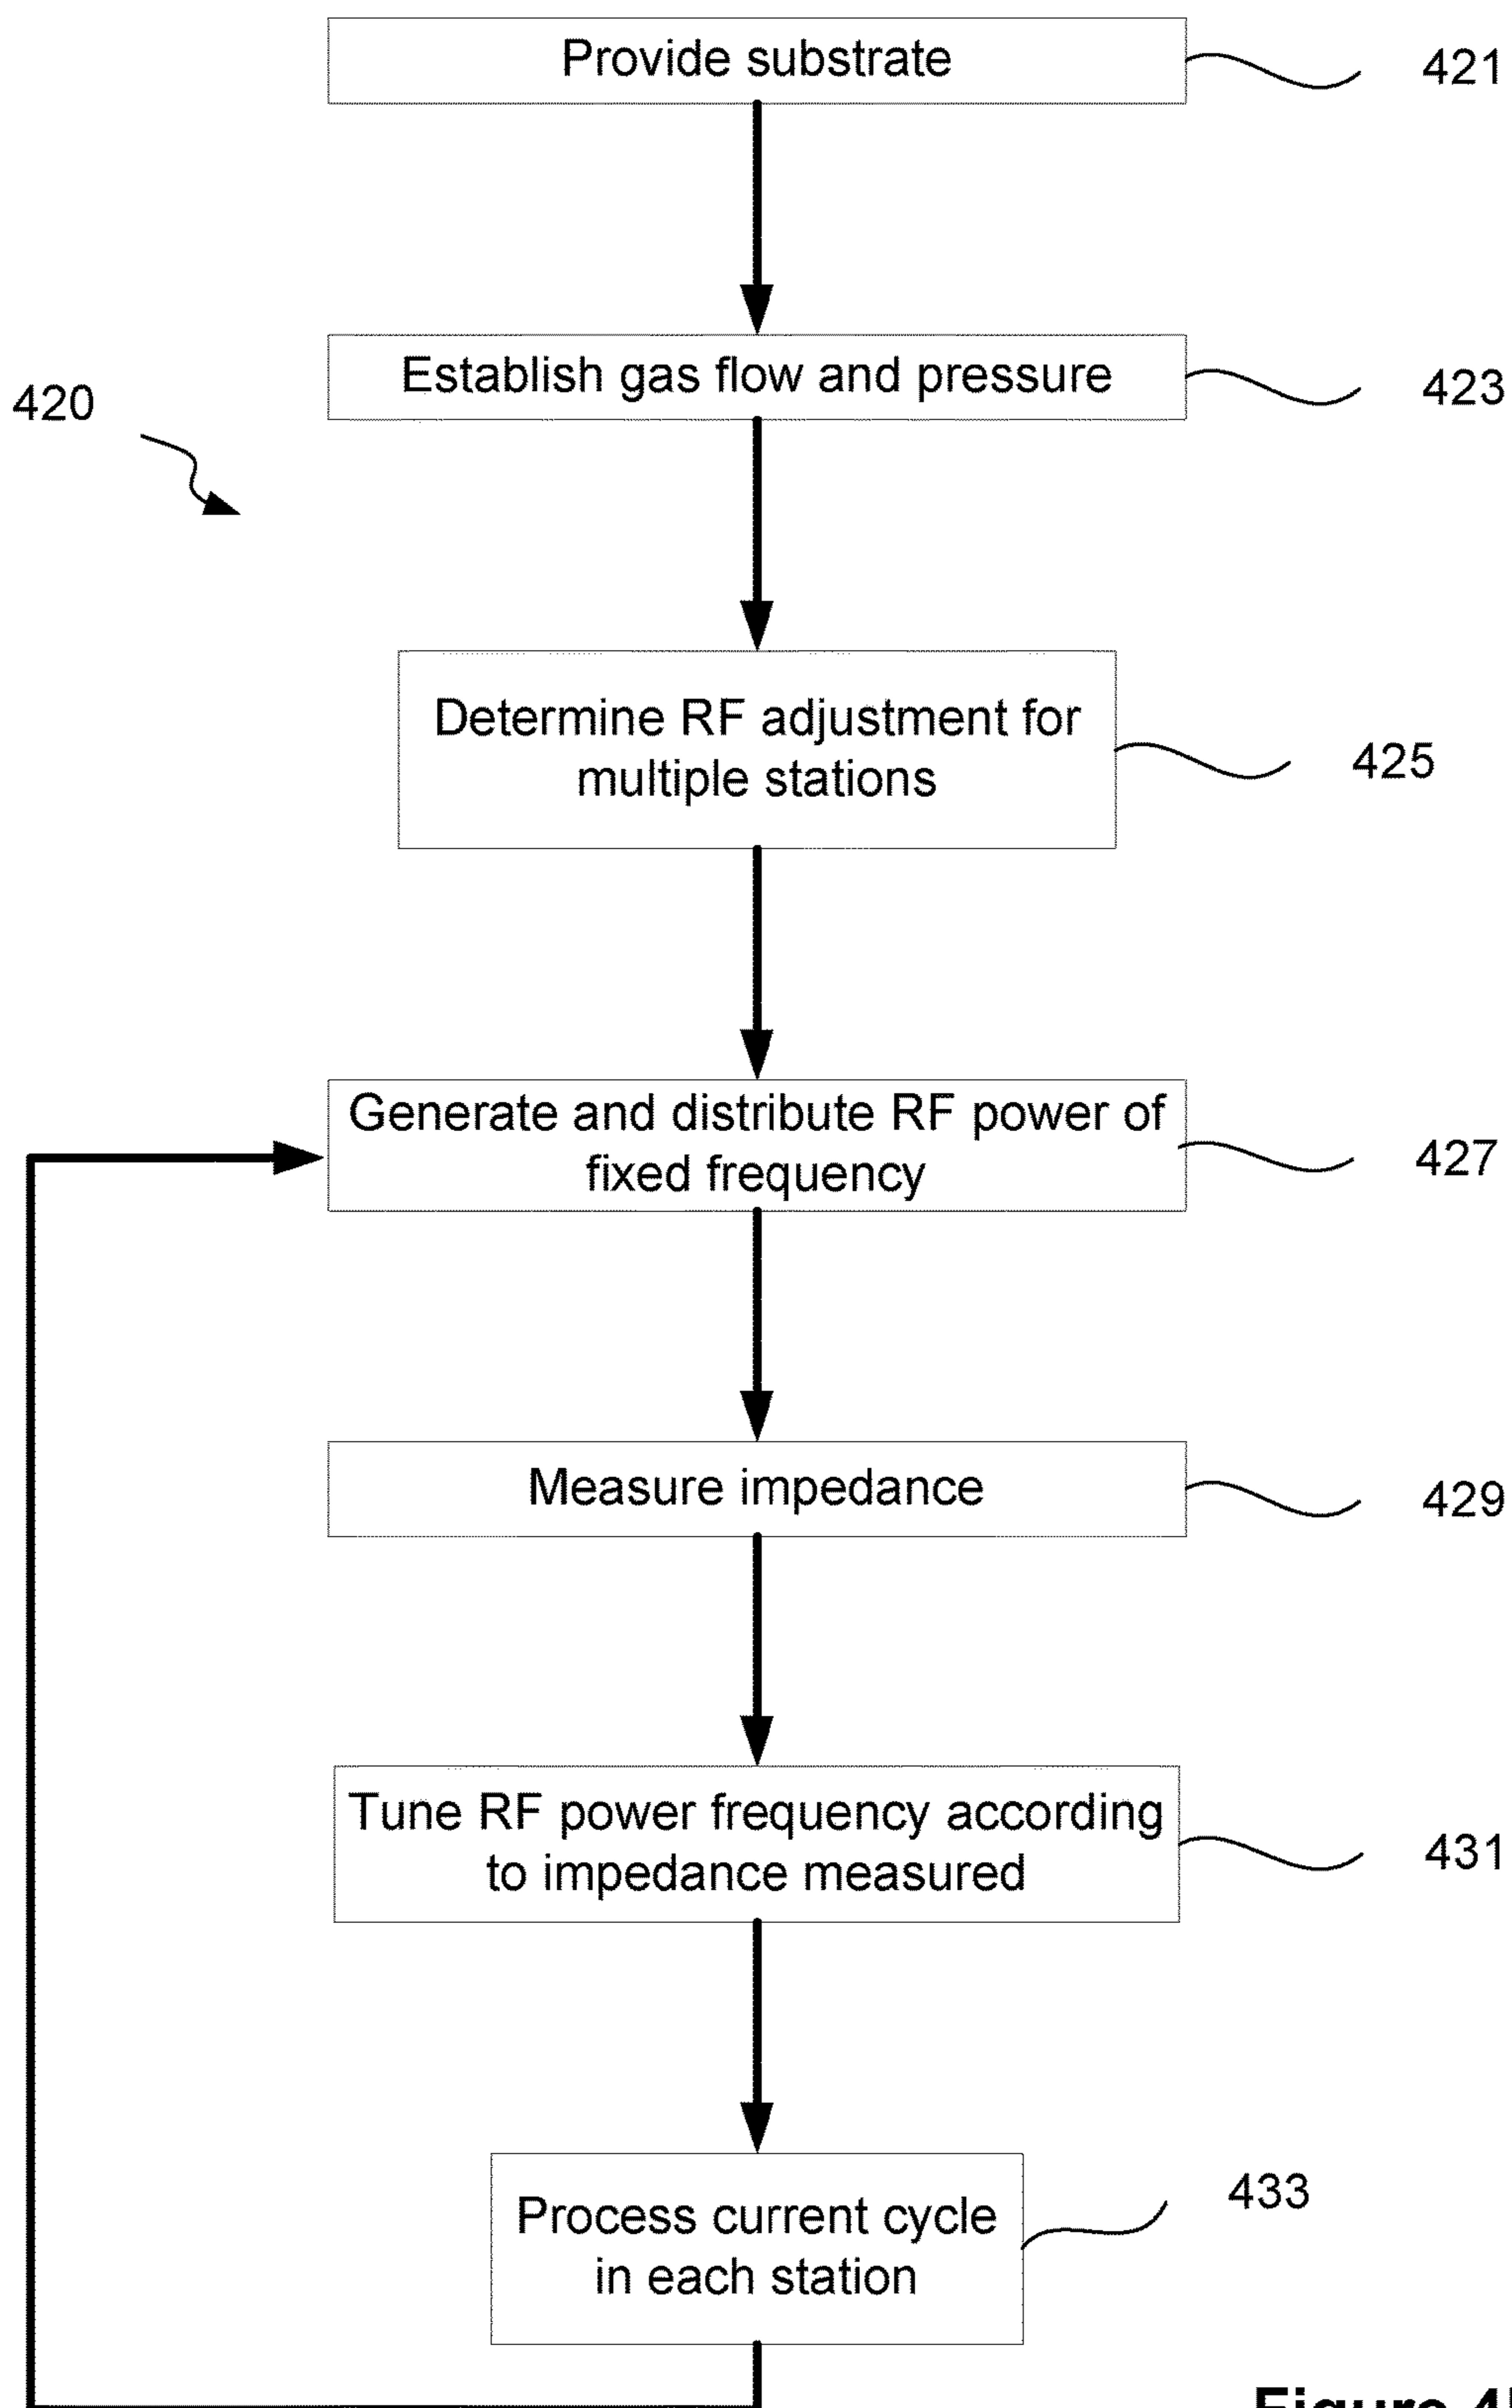 Provide substrate
421
Establish gas flow and pressure
423
420
Determine RF adjustment for
multiple stations
425
Generate and distribute RF power of
fixed frequency
427
Measure impedance
429
Tune RF power frequency according
to impedance measured
431
Process current cycle
in each station
433
Figure